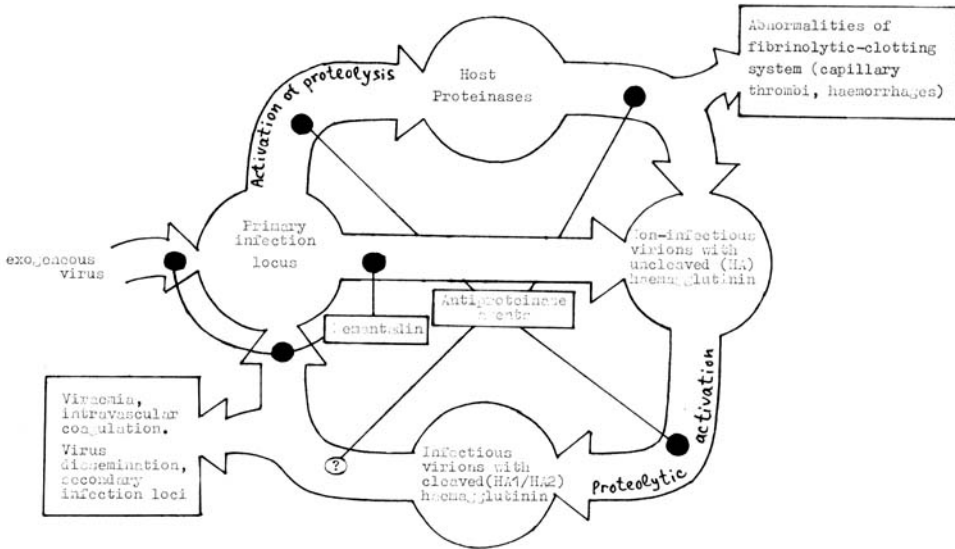 Abnormalities of
fibrinolytic-clotting
system (capillary
thrombi, haemorrhages)
Host
Proteinases
Activation of proteolysis
Primary
infection
locus
exogeneous
virus
Non-infectious
virions with
uncleaved (HA)
haemagglutinin
Antiproteinase
agents
activation
Proteolytic
Viraemia,
intravascular
coagulation.
Virus
dissemination,
secondary
infection loci
?
Infectious
virions with
cleaved(HA1/HA2)
haemagglutinin